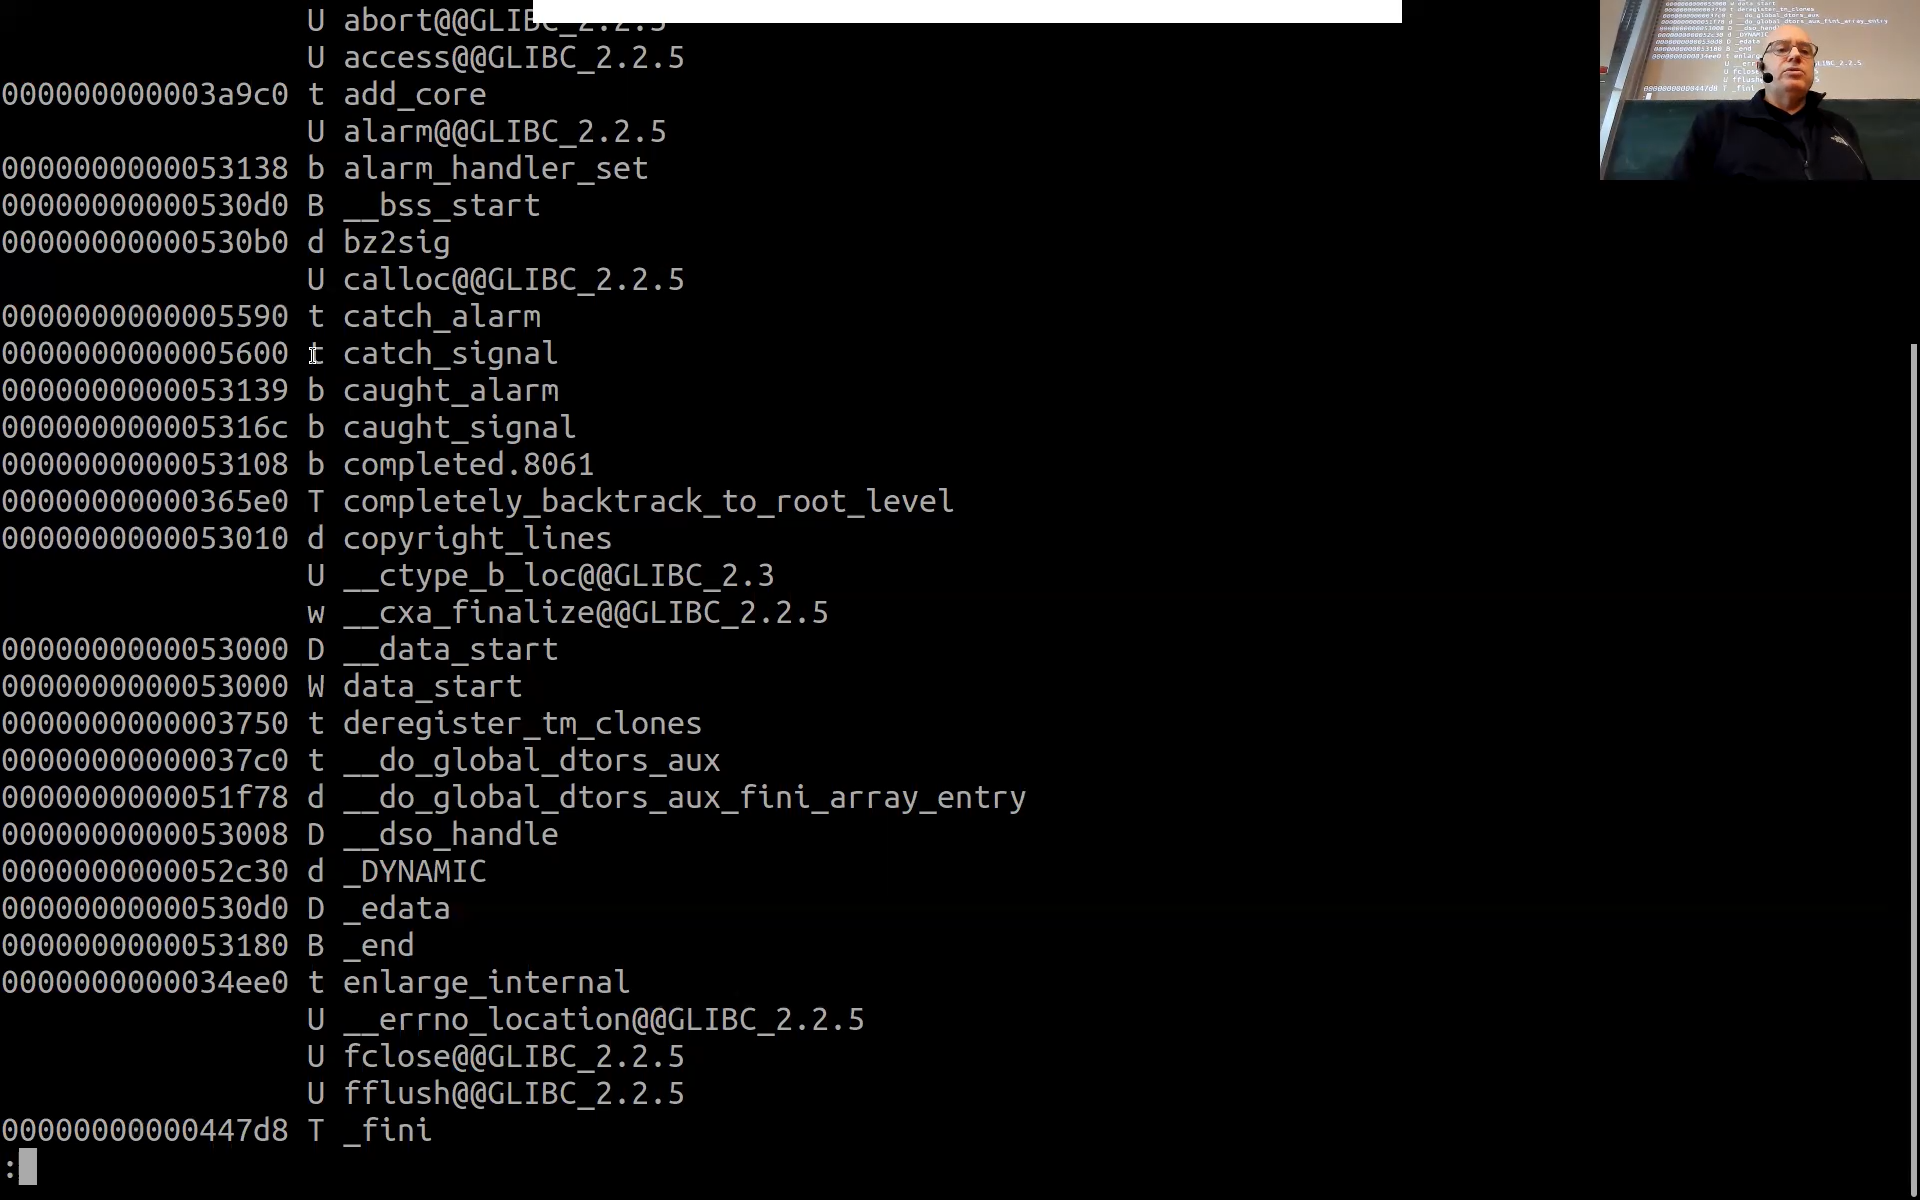 U abort@@GLIBC_2.2.5
U access@@GLIBC_2.2.5
000000000003a9c0 t add_core
U alarm@@GLIBC_2.2.5
0000000000053138 b alarm_handler_set
00000000000530d0 B __bss_start
00000000000530b0 d bz2sig
U calloc@@GLIBC_2.2.5
0000000000005590 t catch_alarm
0000000000005600 t catch_signal
0000000000053139 b caught_alarm
000000000005316c b caught_signal
0000000000053108 b completed.8061
00000000000365e0 T completely_backtrack_to_root_level
0000000000053010 d copyright_lines
U __ctype_b_loc@@GLIBC_2.3
w __cxa_finalize@@GLIBC_2.2.5
0000000000053000 D __data_start
0000000000053000 W data_start
0000000000003750 t deregister_tm_clones
00000000000037c0 t __do_global_dtors_aux
0000000000051f78 d __do_global_dtors_aux_fini_array_entry
0000000000053008 D __dso_handle
0000000000052c30 d _DYNAMIC
00000000000530d0 D _edata
0000000000053180 B _end
0000000000034ee0 t enlarge_internal
U __errno_location@@GLIBC_2.2.5
U fclose@@GLIBC_2.2.5
U fflush@@GLIBC_2.2.5
00000000000447d8 T _fini
: